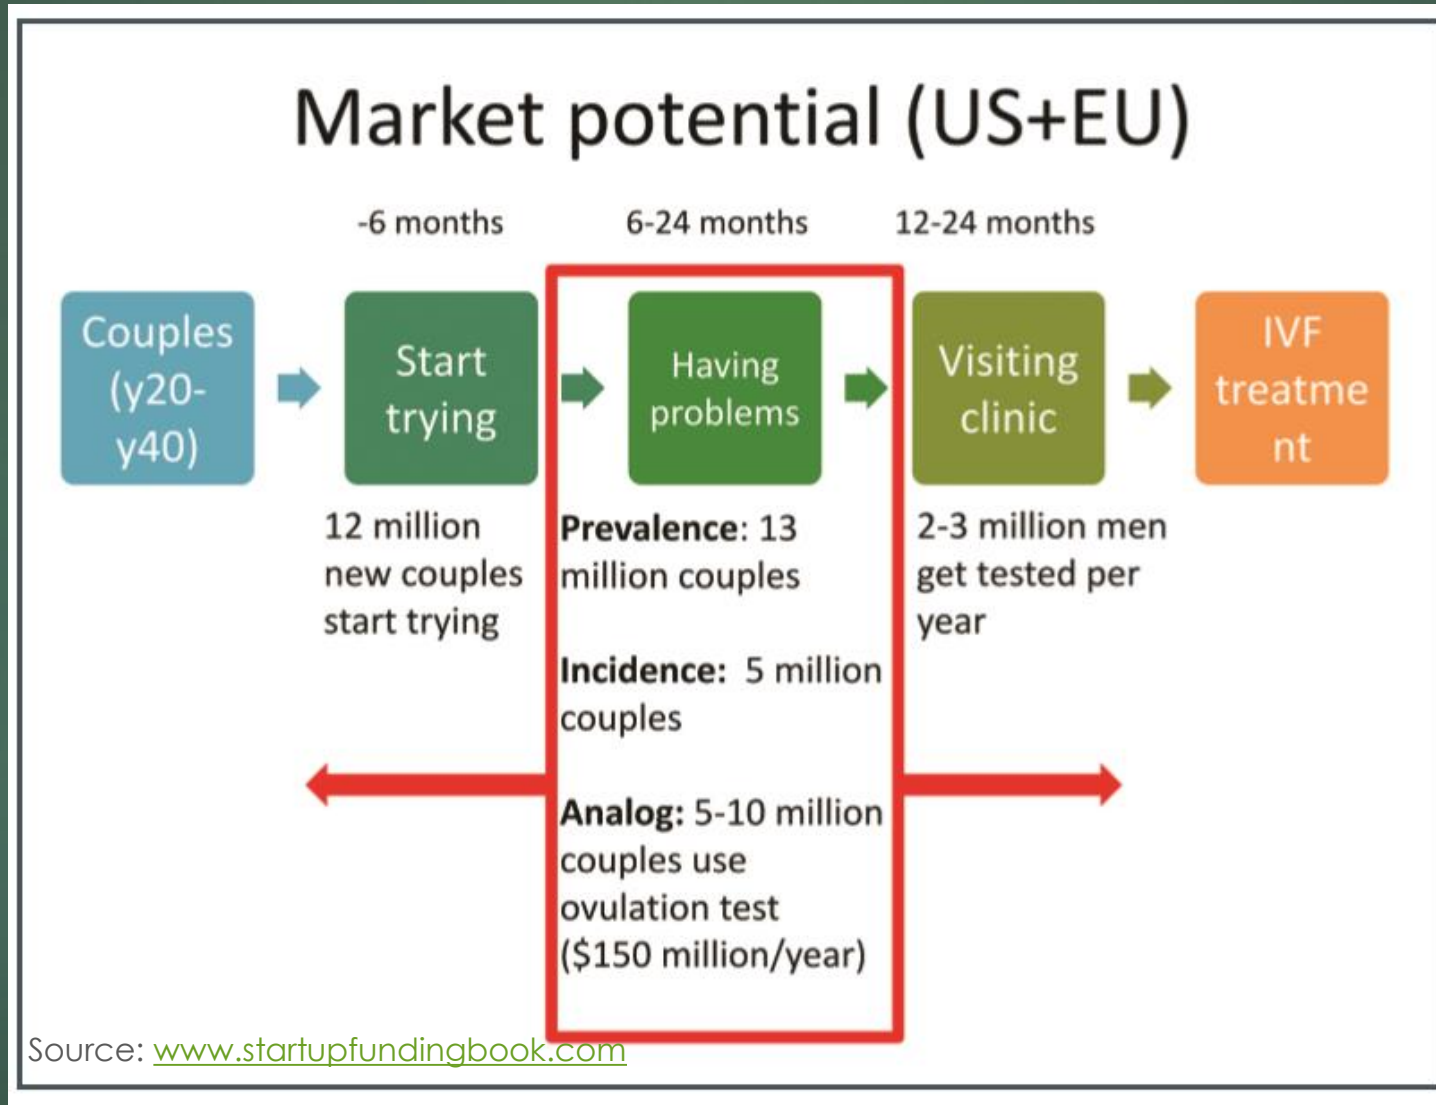 Market potential (US+EU)
-6 months
6-24 months
12-24 months
Couples
(y20-
y40)
Start
trying
Having
problems
Visiting
clinic
IVF
treatme
nt
12 million
new couples
start trying
Prevalence: 13
million couples
Incidence:  5 million
couples
Analog: 5-10 million
couples use
ovulation test
($150 million/year)
2-3 million men
get tested per
year
Source: www.startupfundingbook.com